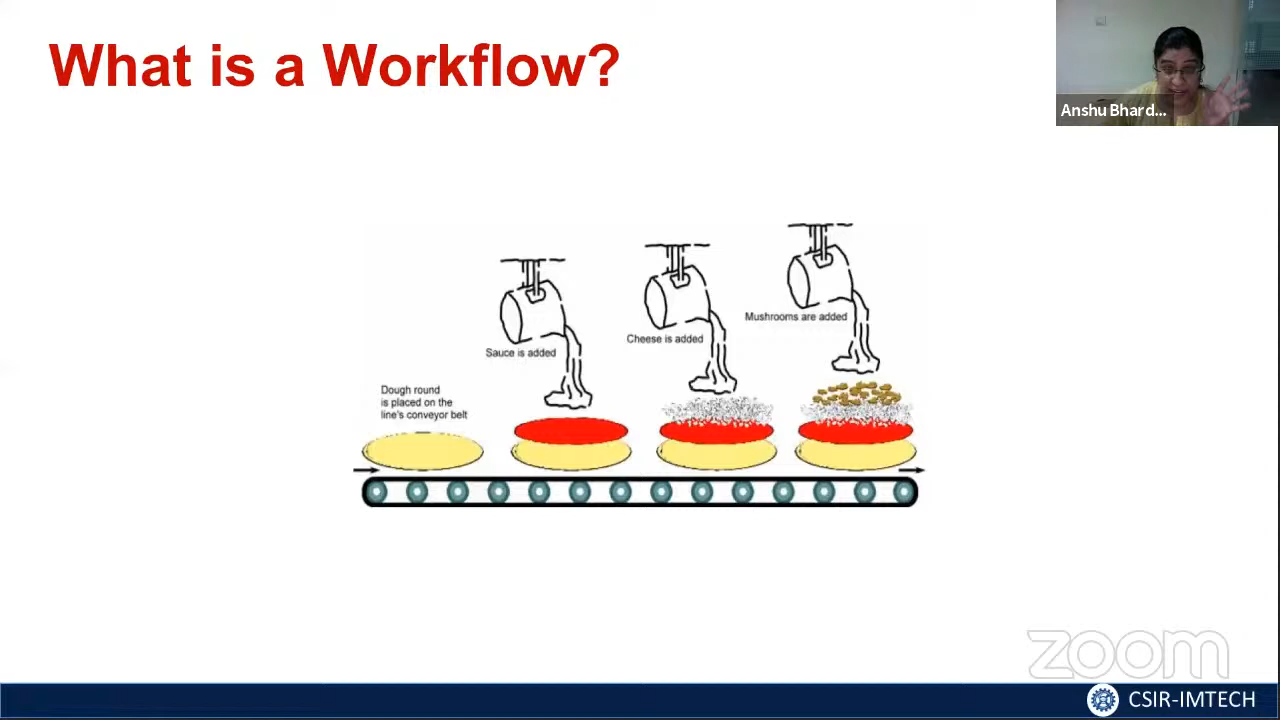 What is a Workflow?
Anshu Bhard...
Mushrooms are added
Cheese is added
Sauce is added
Dough round
is placed on the
line's conveyor belt
zoom
CSIR-IMTECH